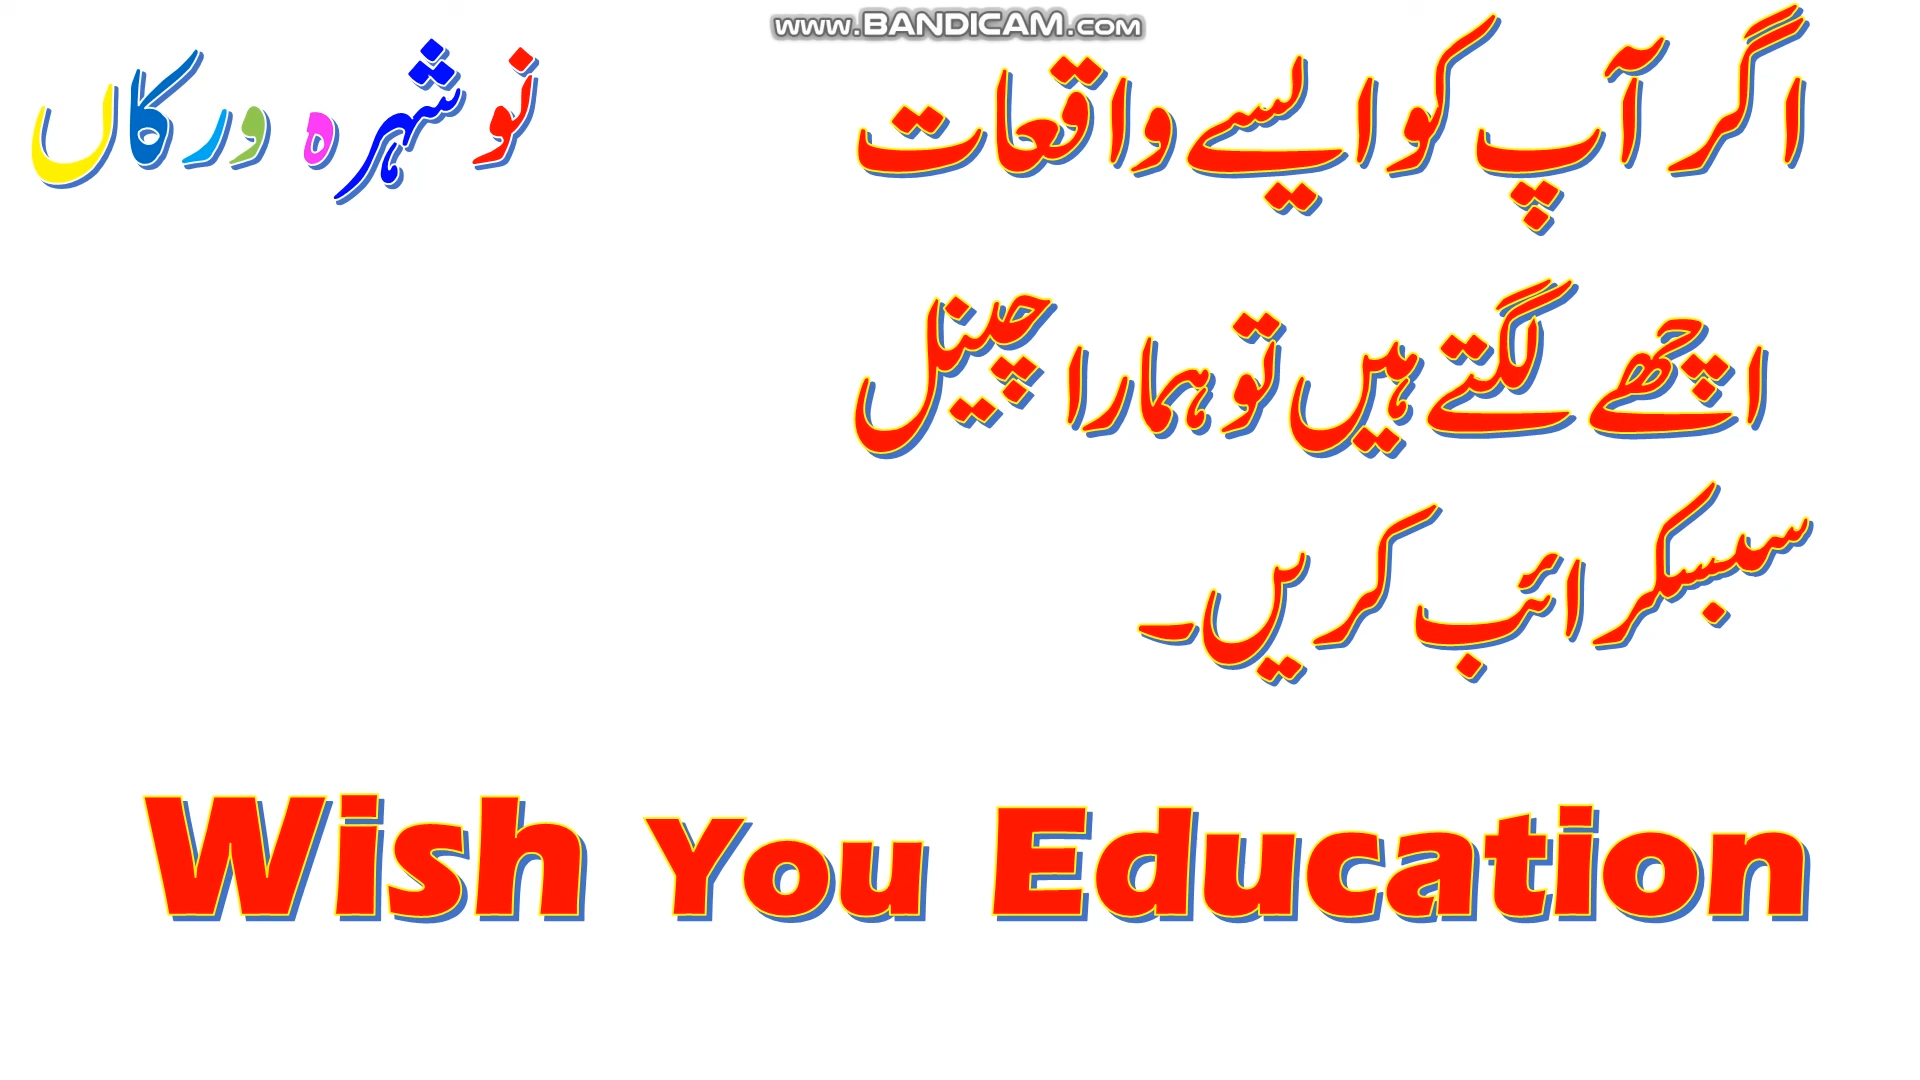 www.BANDICAM.com
اگر آپ کو ایسے واقعات
نوشہرہ ورکاں
اچھے لگتے ہیں تو ہمارا چینل
سبسکرائب کریں۔
Wish You Education